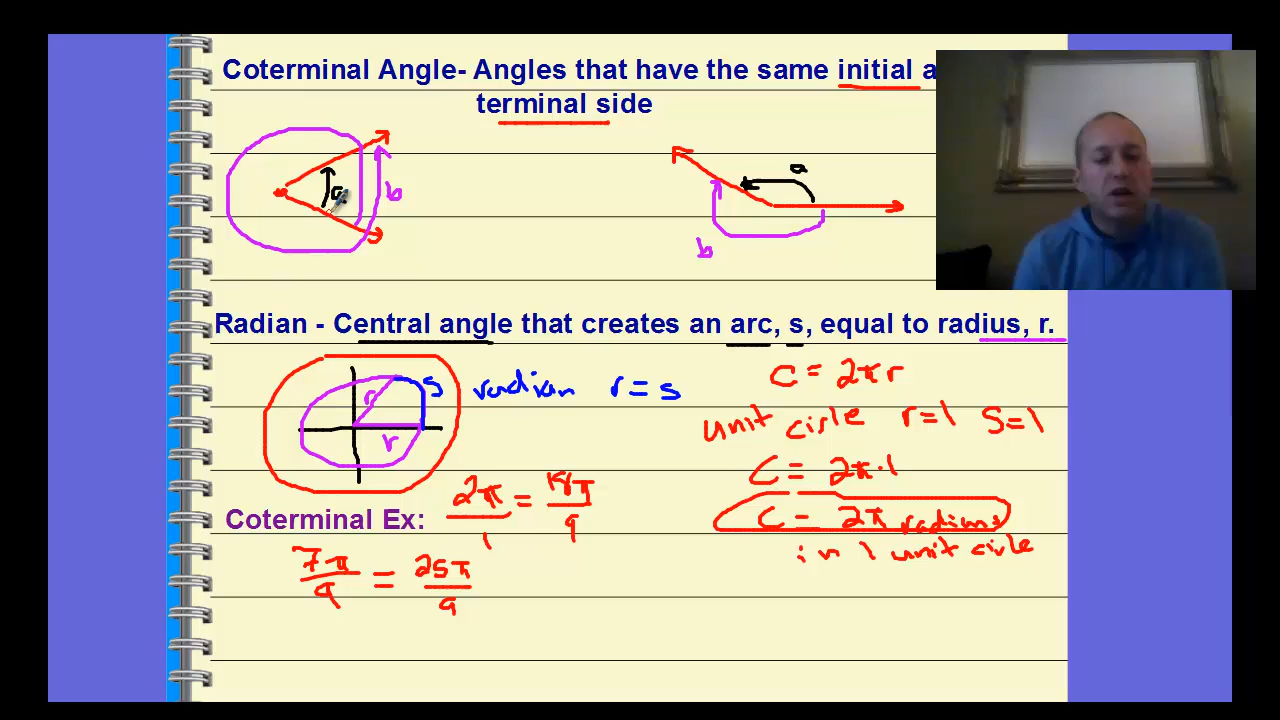 Coterminal Angle- Angles that have the same initial a
terminal side
a
b
a
b
Radian - Central angle that creates an arc, s, equal to radius, r.
r
s
r
radian r = s
C = 2πr
unit cisle r=1 S=1
C = 2π·1
C = 2π radians
in 1 unit cisle
Coterminal Ex: 2π/1 = 18π/9
7π/9 = 25π/9